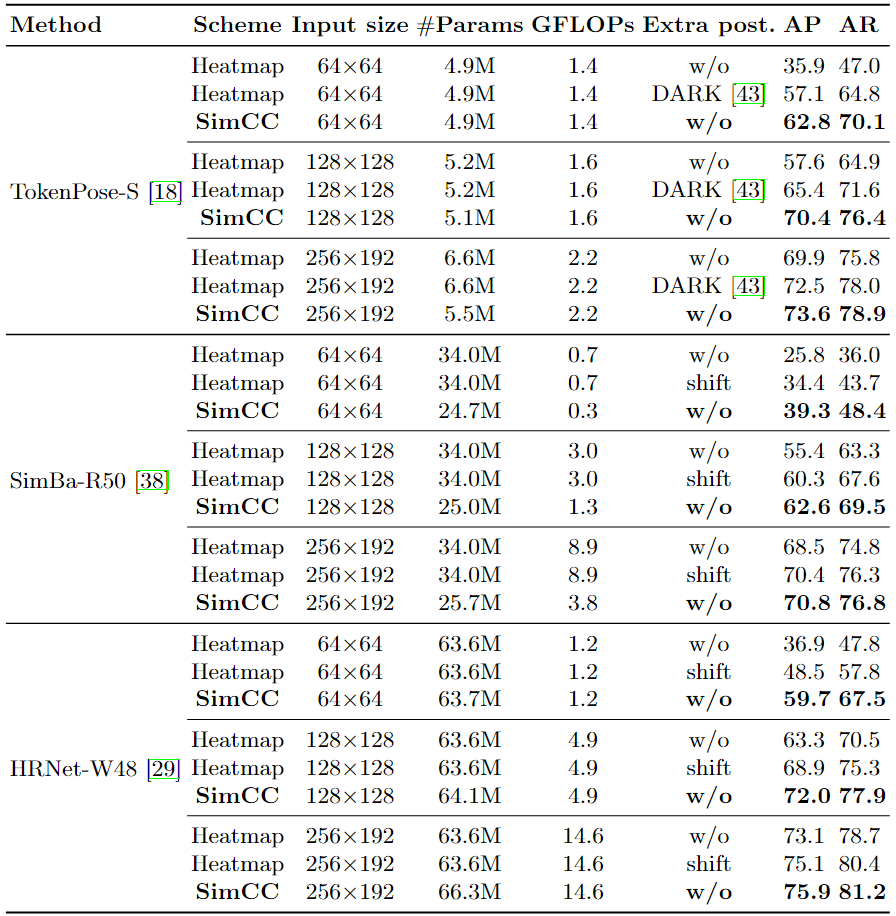 Method Scheme Input size #Params GFLOPs Extra post. AP AR
Heatmap 64×64 4.9M 1.4 w/o 35.9 47.0
Heatmap 64×64 4.9M 1.4 DARK [43] 57.1 64.8
SimCC 64×64 4.9M 1.4 w/o 62.8 70.1
Heatmap 128×128 5.2M 1.6 w/o 57.6 64.9
TokenPose-S [18] Heatmap 128×128 5.2M 1.6 DARK [43] 65.4 71.6
SimCC 128×128 5.1M 1.6 w/o 70.4 76.4
Heatmap 256×192 6.6M 2.2 w/o 69.9 75.8
Heatmap 256×192 6.6M 2.2 DARK [43] 72.5 78.0
SimCC 256×192 5.5M 2.2 w/o 73.6 78.9
Heatmap 64×64 34.0M 0.7 w/o 25.8 36.0
Heatmap 64×64 34.0M 0.7 shift 34.4 43.7
SimCC 64×64 24.7M 0.3 w/o 39.3 48.4
Heatmap 128×128 34.0M 3.0 w/o 55.4 63.3
SimBa-R50 [38] Heatmap 128×128 34.0M 3.0 shift 60.3 67.6
SimCC 128×128 25.0M 1.3 w/o 62.6 69.5
Heatmap 256×192 34.0M 8.9 w/o 68.5 74.8
Heatmap 256×192 34.0M 8.9 shift 70.4 76.3
SimCC 256×192 25.7M 3.8 w/o 70.8 76.8
Heatmap 64×64 63.6M 1.2 w/o 36.9 47.8
Heatmap 64×64 63.6M 1.2 shift 48.5 57.8
SimCC 64×64 63.7M 1.2 w/o 59.7 67.5
Heatmap 128×128 63.6M 4.9 w/o 63.3 70.5
HRNet-W48 [29] Heatmap 128×128 63.6M 4.9 shift 68.9 75.3
SimCC 128×128 64.1M 4.9 w/o 72.0 77.9
Heatmap 256×192 63.6M 14.6 w/o 73.1 78.7
Heatmap 256×192 63.6M 14.6 shift 75.1 80.4
SimCC 256×192 66.3M 14.6 w/o 75.9 81.2